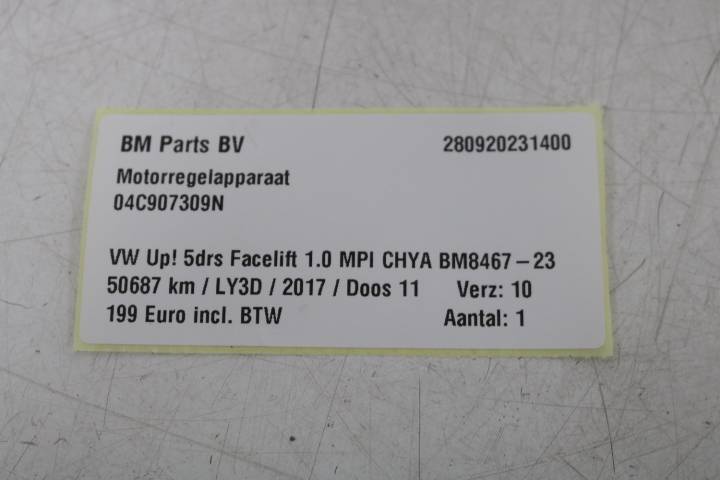 BM Parts BV 280920231400
Motorregelapparaat
04C907309N
VW Up! 5drs Facelift 1.0 MPI CHYA BM8467-23
50687 km / LY3D / 2017 / Doos 11 Verz: 10
199 Euro incl. BTW Aantal: 1